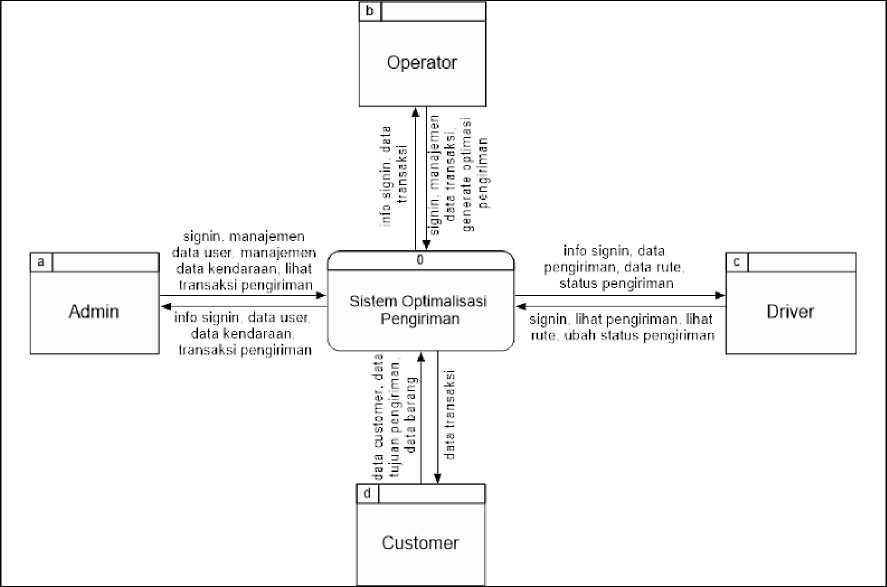 b
Operator
info signin, data
transaksi
signin, manajemen
data transaksi,
generate optimasi
pengiriman
signin, manajemen
data user, manajemen
data kendaraan, lihat
transaksi pengiriman
a
Admin
info signin, data user,
data kendaraan,
transaksi pengiriman
0
Sistem Optimalisasi
Pengiriman
info signin, data
pengiriman, data rute,
status pengiriman
c
Driver
signin, lihat pengiriman, lihat
rute, ubah status pengiriman
data customer, data
tujuan pengiriman,
data barang
data transaksi
d
Customer